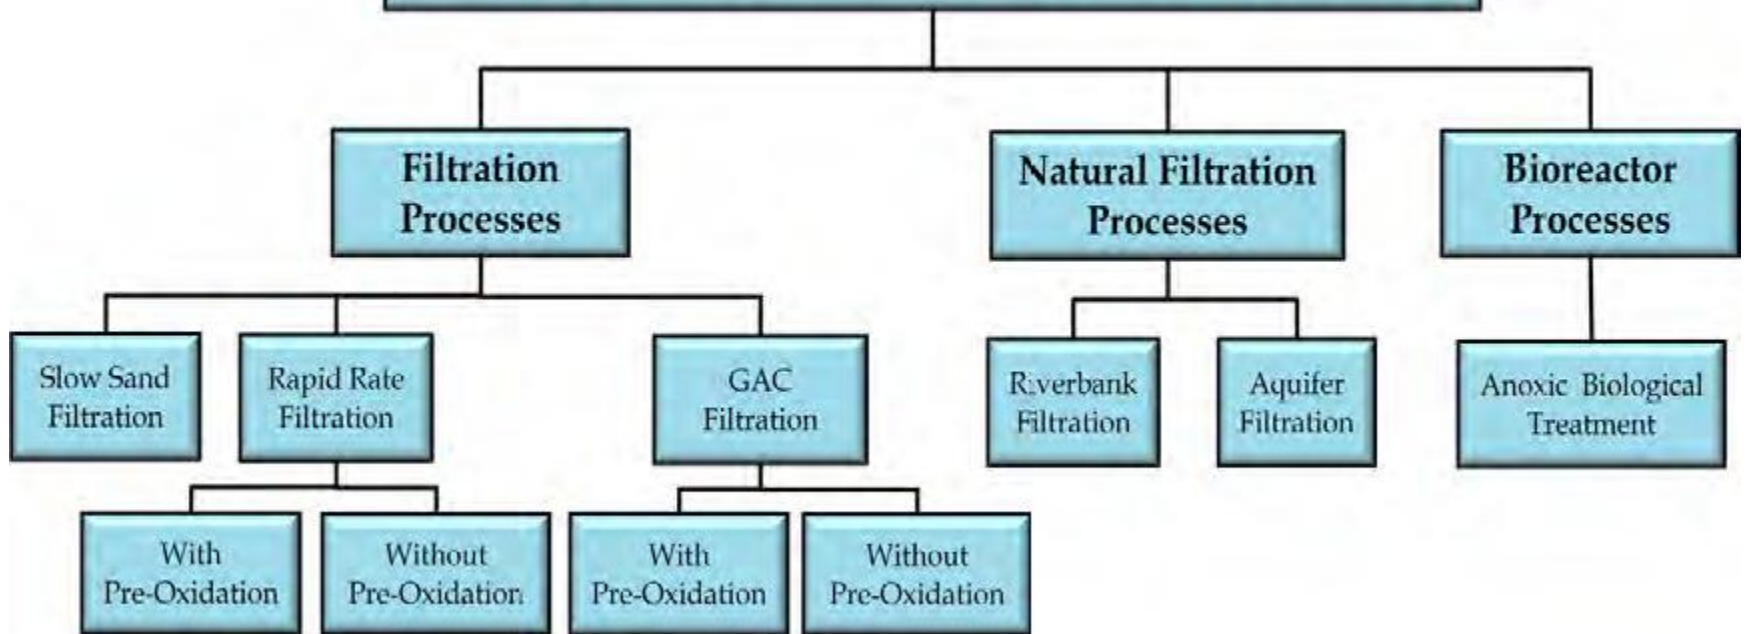 Filtration
Processes
Natural Filtration
Processes
Bioreactor
Processes
Slow Sand
Filtration
Rapid Rate
Filtration
GAC
Filtration
Riverbank
Filtration
Aquifer
Filtration
Anoxic Biological
Treatment
With
Pre-Oxidation
Without
Pre-Oxidation
With
Pre-Oxidation
Without
Pre-Oxidation